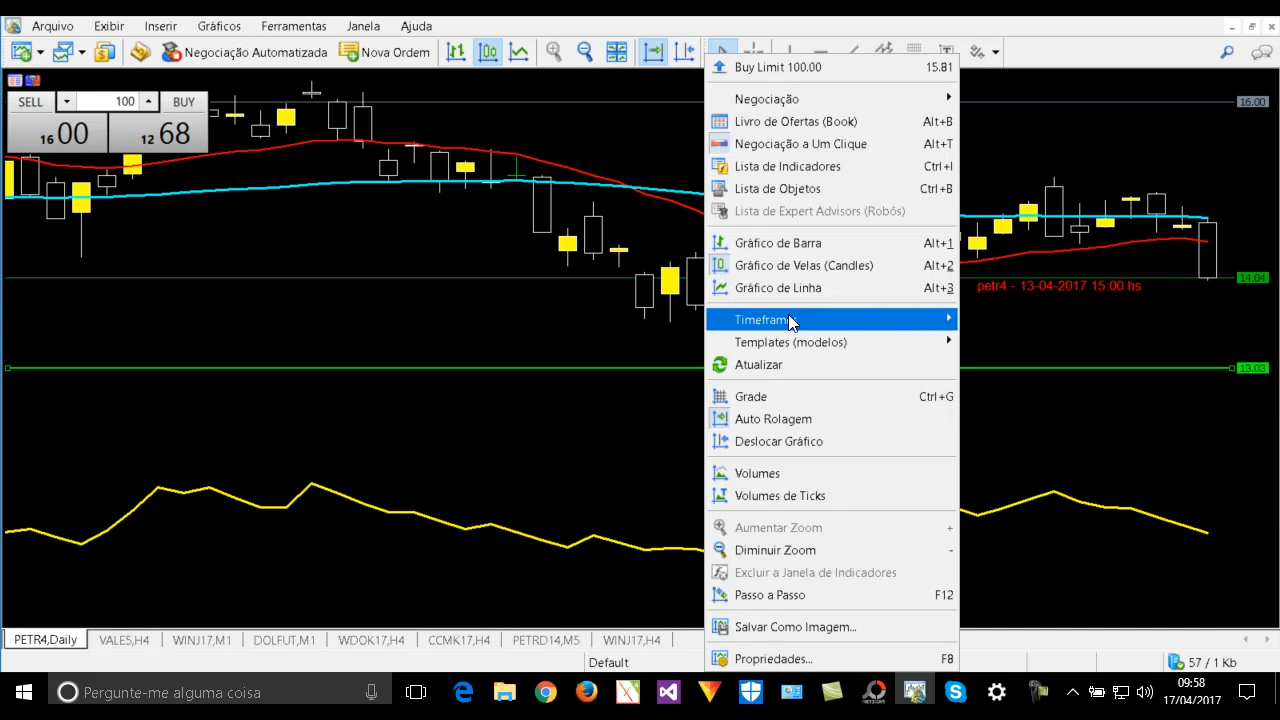 Arquivo Exibir Inserir Gráficos Ferramentas Janela Ajuda
Negociação Automatizada Nova Ordem
SELL 100 BUY
16 00 12 68
Buy Limit 100.00 15.81
Negociação
Livro de Ofertas (Book) Alt+B
Negociação a Um Clique Alt+T
Lista de Indicadores Ctrl+I
Lista de Objetos Ctrl+B
Lista de Expert Advisors (Robôs)
Gráfico de Barra Alt+1
Gráfico de Velas (Candles) Alt+2
Gráfico de Linha Alt+3
Timeframe
Templates (modelos)
Atualizar
Grade Ctrl+G
Auto Rolagem
Deslocar Gráfico
Volumes
Volumes de Ticks
Aumentar Zoom +
Diminuir Zoom -
Excluir a Janela de Indicadores
Passo a Passo F12
Salvar Como Imagem...
Propriedades... F8
16.00
14.04
petr4 - 13-04-2017 15:00 hs
13.03
PETR4,Daily VALE5,H4 WINJ17,M1 DOLFUT,M1 WDOK17,H4 CCMK17,H4 PETRD14,M5 WINJ17,H4
Default 57 / 1 Kb
Pergunte-me alguma coisa
09:58
17/04/2017